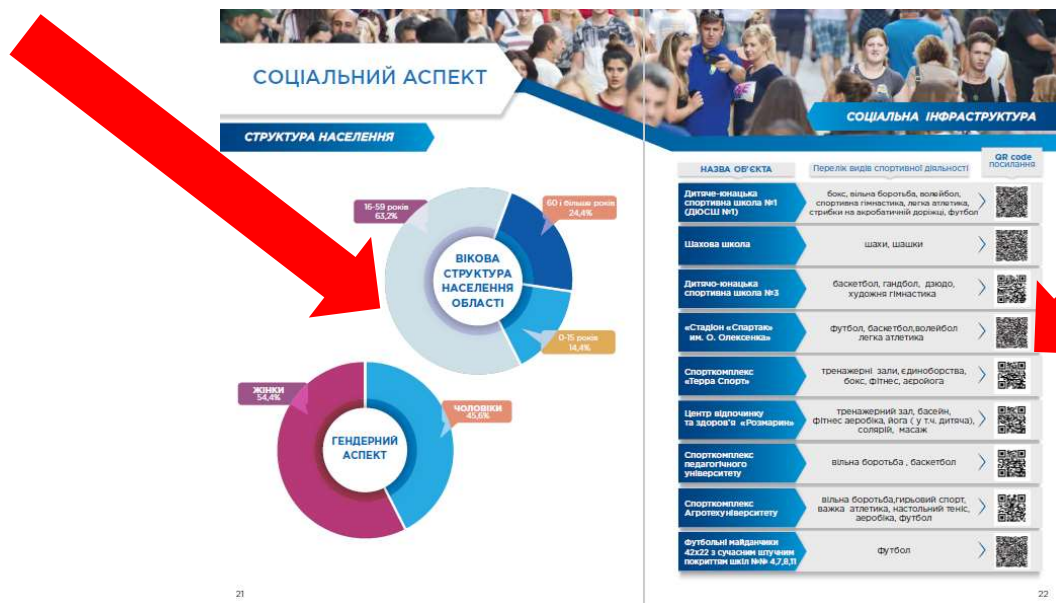 СОЦІАЛЬНИЙ АСПЕКТ
СТРУКТУРА НАСЕЛЕННЯ
16-59 років
63,2%
60 і більше років
24,4%
ВІКОВА
СТРУКТУРА
НАСЕЛЕННЯ
ОБЛАСТІ
0-15 років
14,4%
ЖІНКИ
54,4%
ЧОЛОВІКИ
45,6%
ГЕНДЕРНИЙ
АСПЕКТ
21
СОЦІАЛЬНА ІНФРАСТРУКТУРА
НАЗВА ОБ'ЄКТА
Перелік видів спортивної діяльності
QR code
посилання
Дитяче-юнацька
спортивна школа №1
(ДЮСШ №1)
бокс, вільна боротьба, волейбол,
спортивна гімнастика, легка атлетика,
стрибки на акробатичній доріжці, футбол
Шахова школа
шахи, шашки
Дитячо-юнацька
спортивна школа №3
баскетбол, гандбол, дзюдо,
художня гімнастика
«Стадіон «Спартак»
им. О. Олексенка»
футбол, баскетбол,волейбол
легка атлетика
Спорткомплекс
«Терра Спорт»
тренажерні зали, єдиноборства,
бокс, фітнес, аеройога
Центр відпочинку
та здоров'я «Розмарин»
тренажерний зал, басейн,
фітнес аеробіка, йога ( у т.ч. дитяча),
солярій, масаж
Спорткомплекс
педагогічного
університету
вільна боротьба , баскетбол
Спорткомплекс
Агротехуніверситету
вільна боротьба,гирьовий спорт,
важка атлетика, настольний теніс,
аеробіка, футбол
Футбольні майданчики
42х22 з сучасним штучним
покриттям шкіл №№ 4,7,8,11
футбол
22